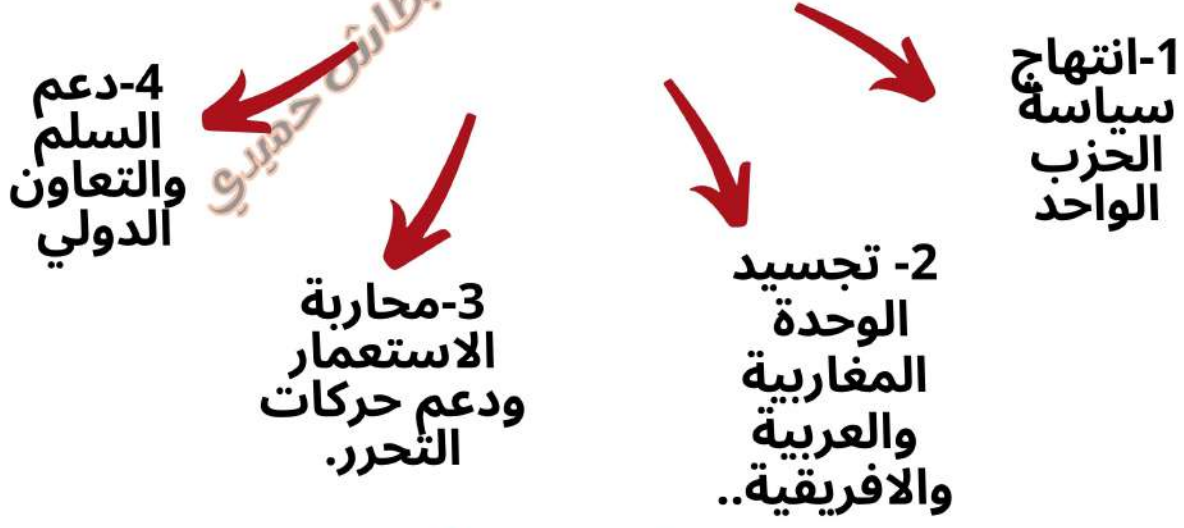 1-انتهاج
سياسة
الحزب
الواحد
2- تجسيد
الوحدة
المغاربية
والعربية
والافريقية..
3-محاربة
الاستعمار
ودعم حركات
التحرر.
4-دعم
السلم
والتعاون
الدولي
حميدي